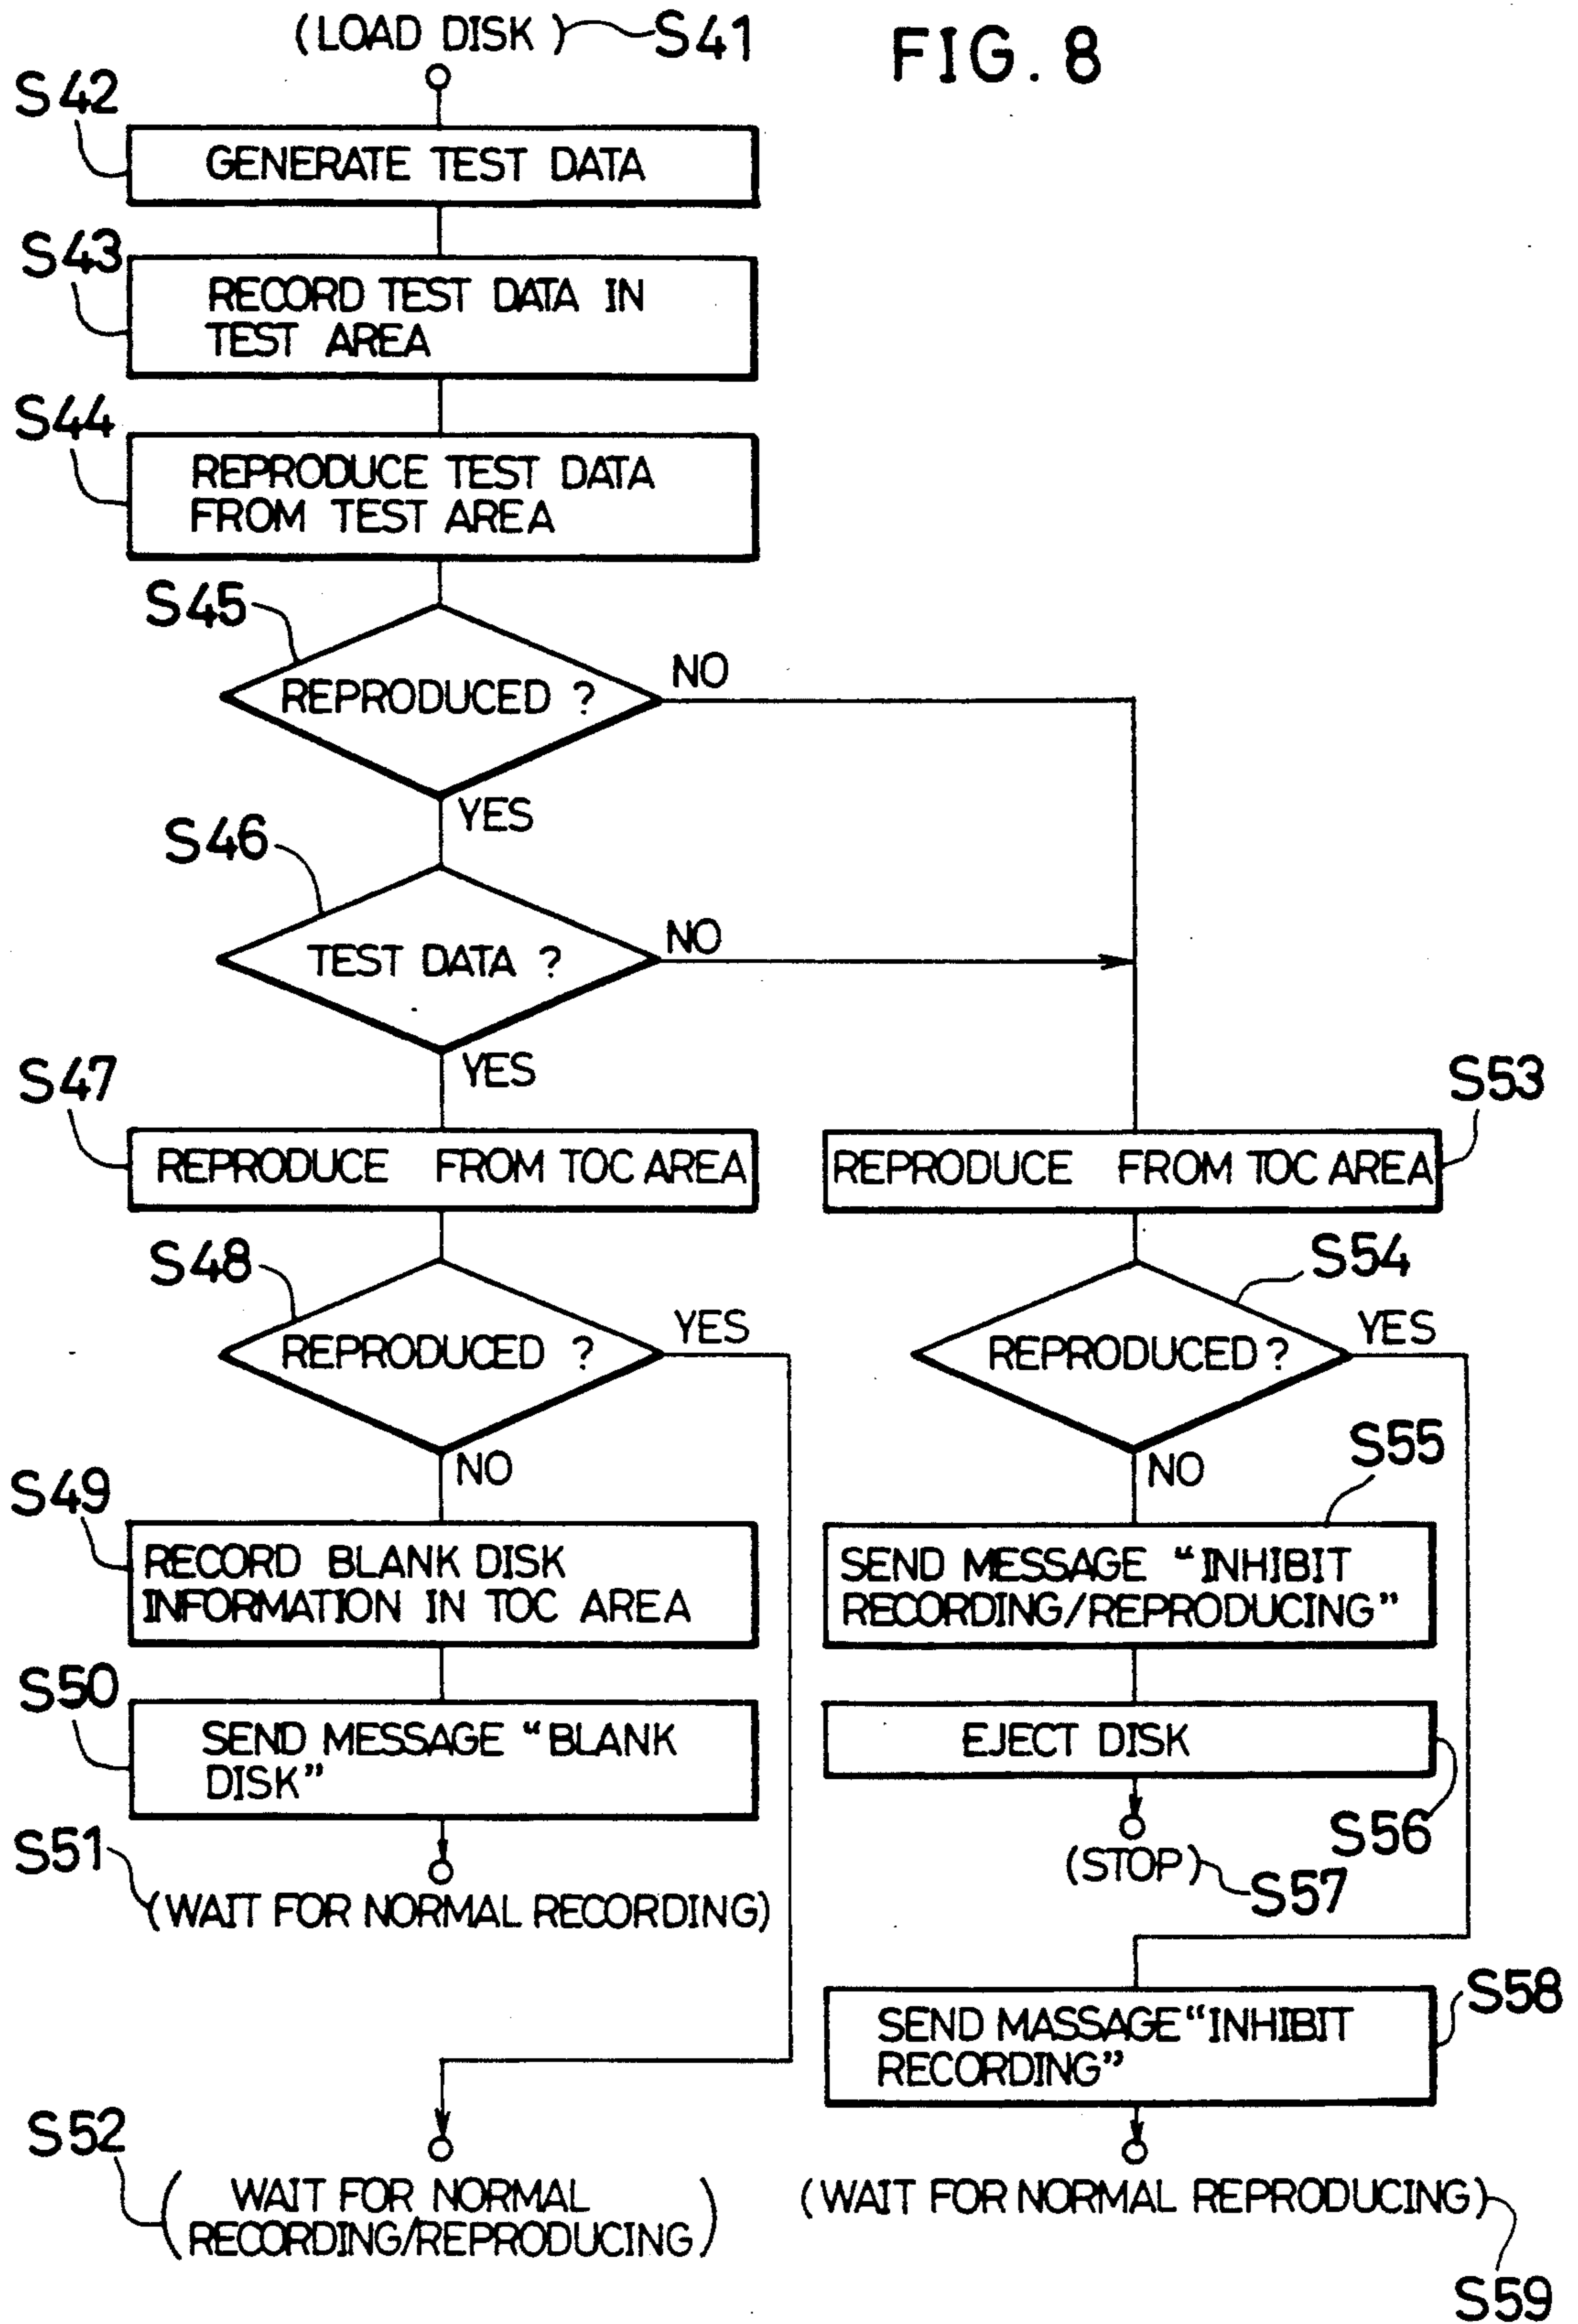 (LOAD DISK) S41
FIG. 8
S42
GENERATE TEST DATA
S43
RECORD TEST DATA IN
TEST AREA
S44
REPRODUCE TEST DATA
FROM TEST AREA
S45
REPRODUCED ?
NO
YES
S46
TEST DATA ?
NO
YES
S47
REPRODUCE FROM TOC AREA
S48
REPRODUCED ?
YES
NO
S49
RECORD BLANK DISK
INFORMATION IN TOC AREA
S50
SEND MESSAGE “BLANK
DISK”
S51
(WAIT FOR NORMAL RECORDING)
S52
(WAIT FOR NORMAL
RECORDING/REPRODUCING)
S53
REPRODUCE FROM TOC AREA
S54
REPRODUCED ?
YES
NO
S55
SEND MESSAGE “INHIBIT
RECORDING/REPRODUCING”
EJECT DISK
S56
(STOP)
S57
S58
SEND MASSAGE “INHIBIT
RECORDING”
(WAIT FOR NORMAL REPRODUCING)
S59